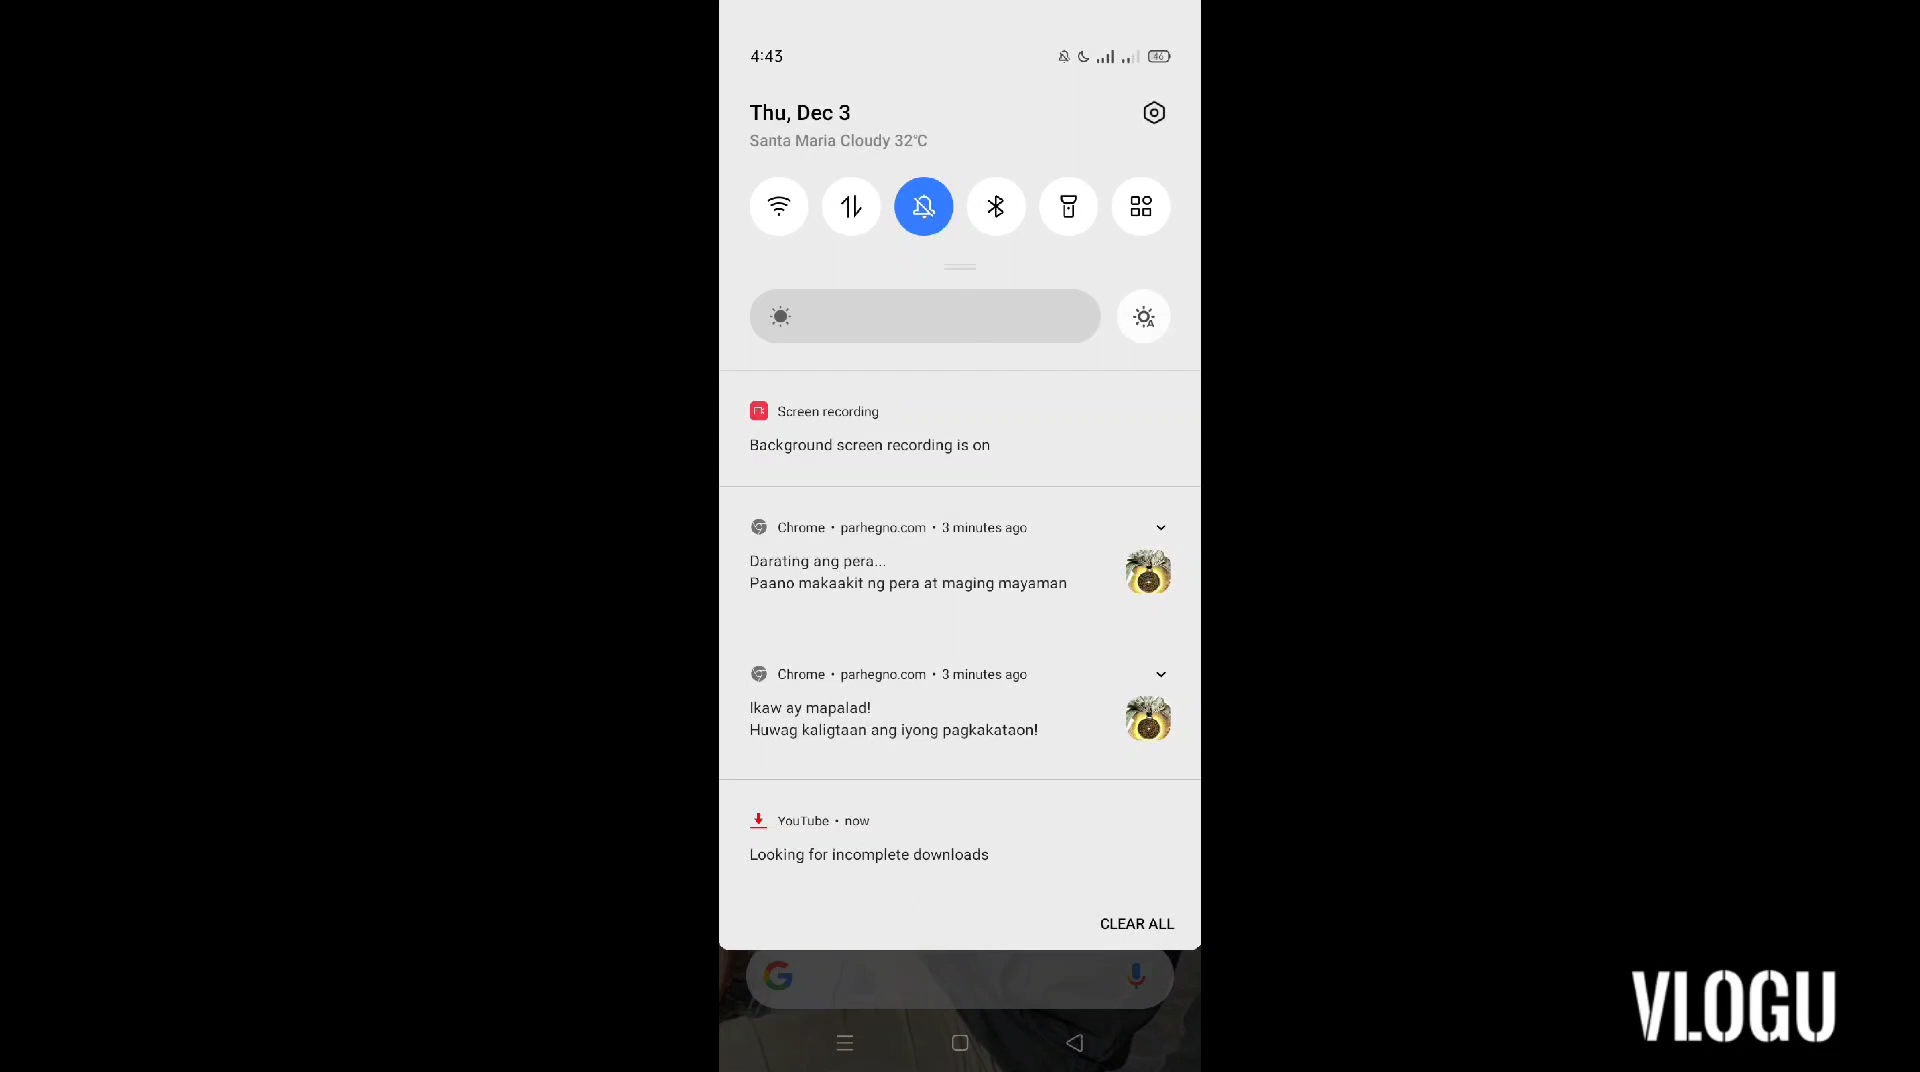 4:43
46
Thu, Dec 3
Santa Maria Cloudy 32°C
Screen recording
Background screen recording is on
Chrome • parhegno.com • 3 minutes ago
Darating ang pera...
Paano makaakit ng pera at maging mayaman
Chrome • parhegno.com • 3 minutes ago
Ikaw ay mapalad!
Huwag kaligtaan ang iyong pagkakataon!
YouTube • now
Looking for incomplete downloads
CLEAR ALL
VLOGU